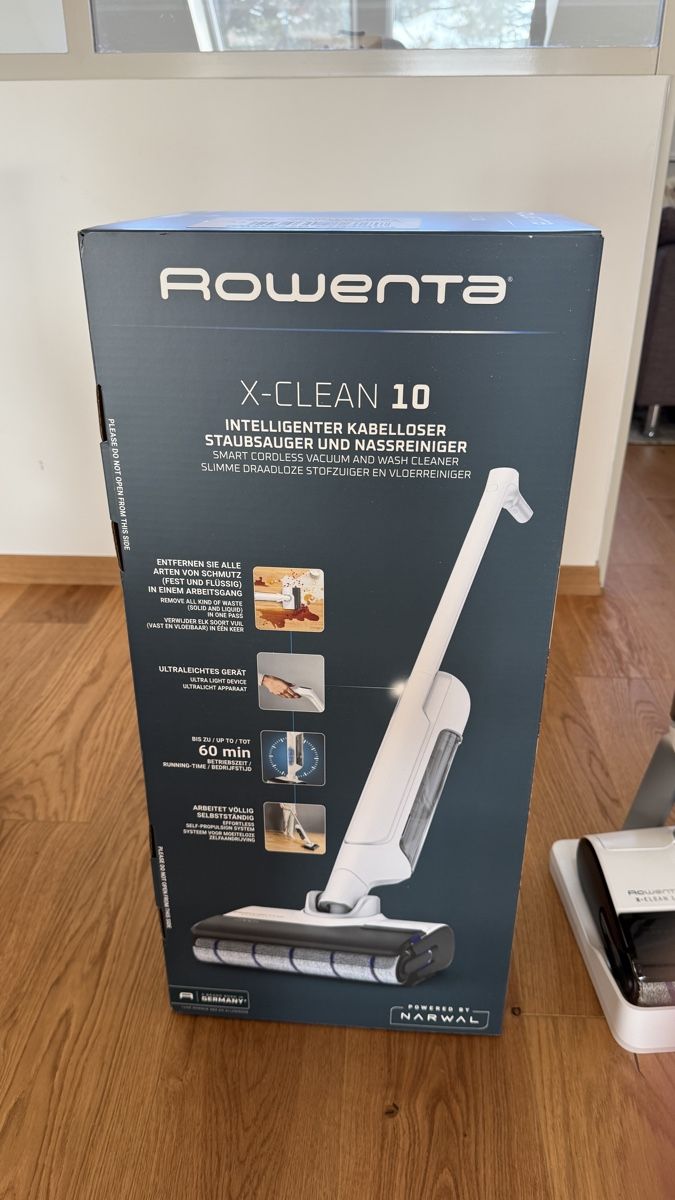 Rowenta
X-CLEAN 10
INTELLIGENTER KABELLOSER
STAUBSAUGER UND NASSREINIGER
SMART CORDLESS VACUUM AND WASH CLEANER
SLIMME DRAADLOZE STOFZUIGER EN VLOERREINIGER
PLEASE DO NOT OPEN FROM THIS SIDE
ENTFERNEN SIE ALLE
ARTEN VON SCHMUTZ
(FEST UND FLÜSSIG)
IN EINEM ARBEITSGANG
REMOVE ALL KIND OF WASTE
(SOLID AND LIQUID)
IN ONE PASS
VERWIJDER ELK SOORT VUIL
(VAST EN VLOEIBAAR) IN ÉÉN KEER
ULTRALEICHTES GERÄT
ULTRA LIGHT DEVICE
ULTRALICHT APPARAAT
BIS ZU / UP TO / TOT
60 min
BETRIEBSZEIT /
RUNNING-TIME / BEDRIJFSTIJD
ARBEITET VÖLLIG
SELBSTSTÄNDIG
EFFORTLESS
SELF-PROPULSION SYSTEM
SYSTEEM VOOR MOEITELOZE
ZELFAANDRIJVING
PLEASE DO NOT OPEN FROM THIS SIDE
GERMANY
POWERED BY
NARWAL
Rowenta
X-CLEAN 1